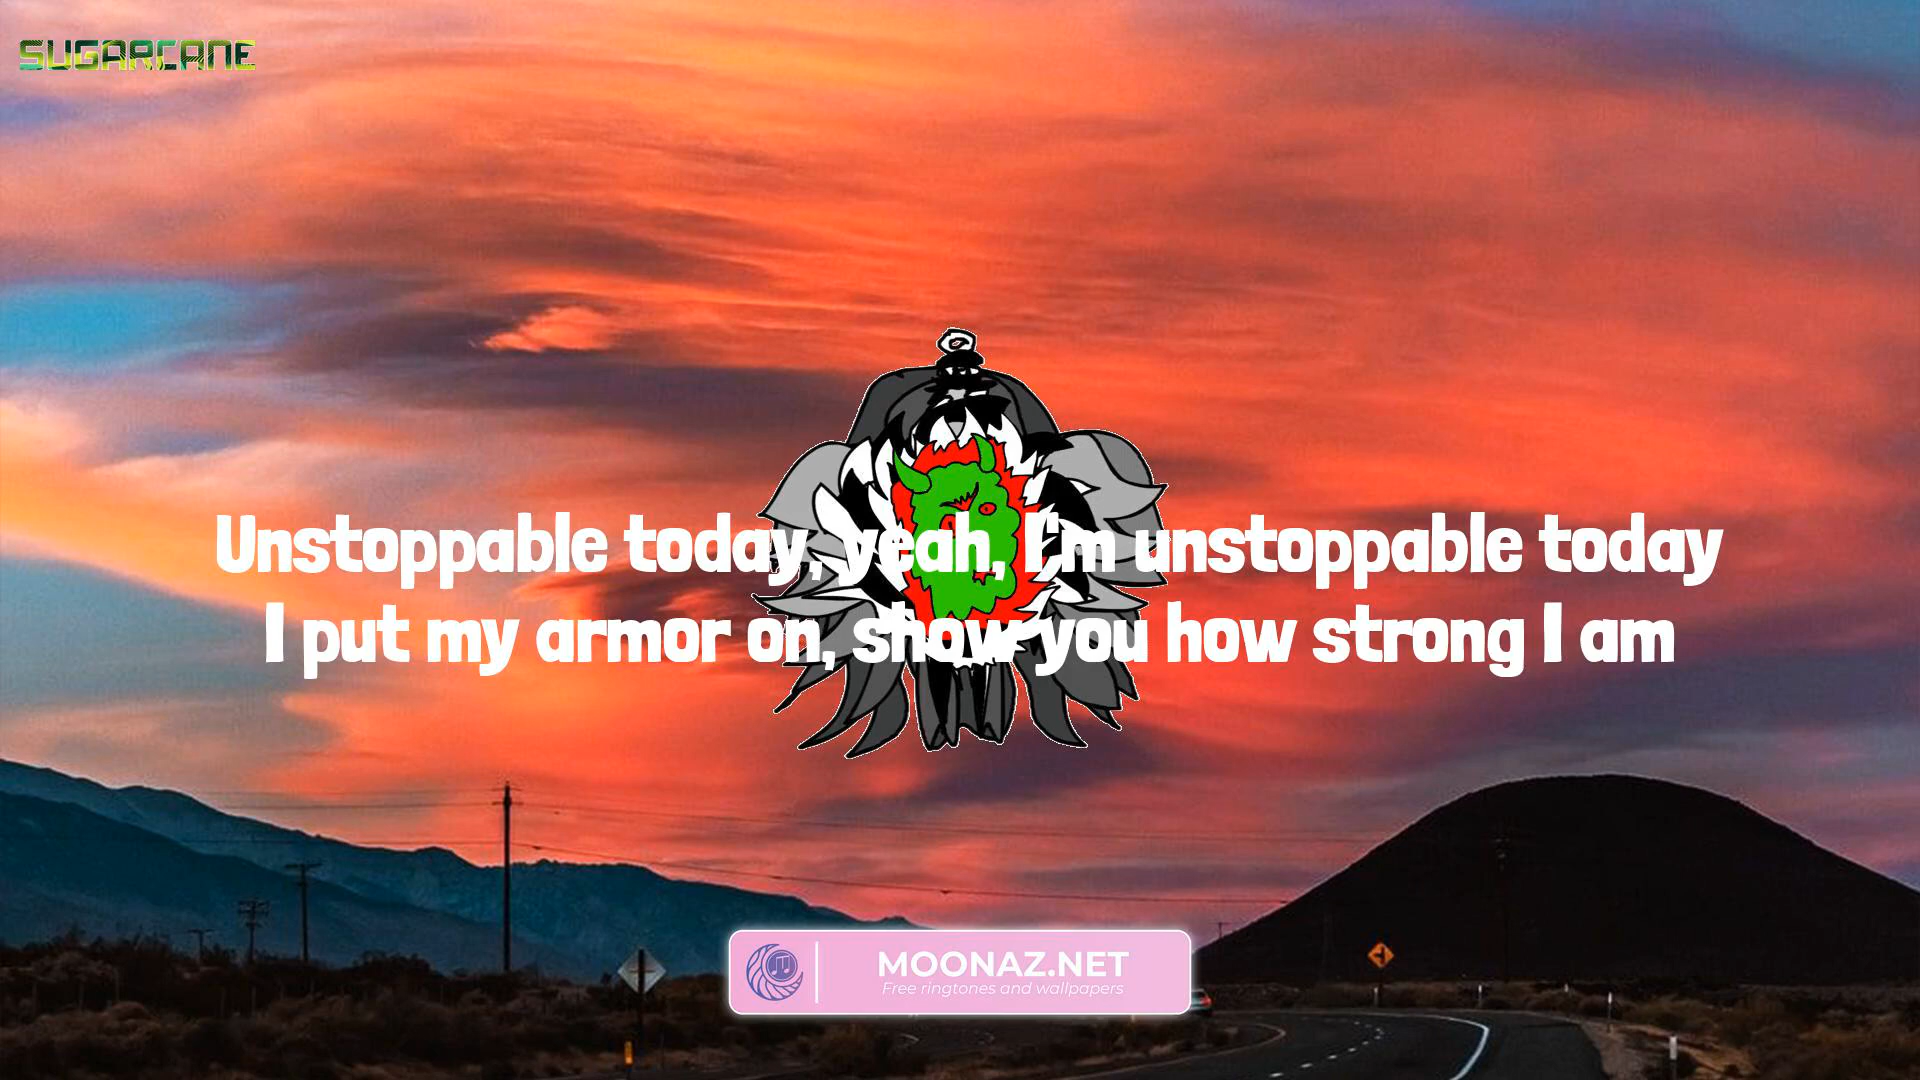 SUGARCANE
Unstoppable today, yeah, I'm unstoppable today
I put my armor on, show you how strong I am
MOONAZ.NET
Free ringtones and wallpapers